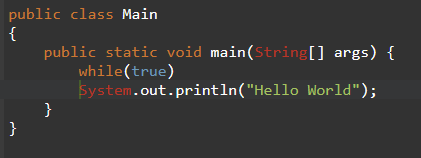 public class Main
{
    public static void main(String[] args) {
        while(true)
        System.out.println("Hello World");
    }
}